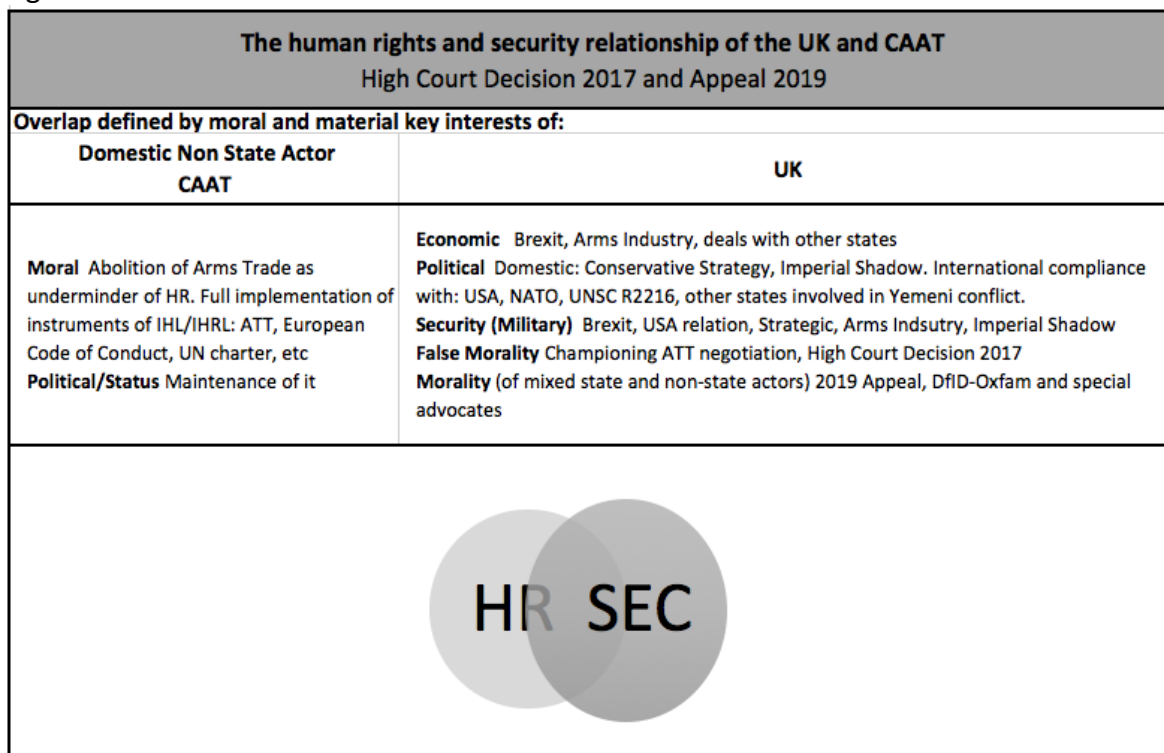 The human rights and security relationship of the UK and CAAT
High Court Decision 2017 and Appeal 2019
Overlap defined by moral and material key interests of:
Domestic Non State Actor
CAAT
UK
Moral Abolition of Arms Trade as
underminder of HR. Full implementation of
instruments of IHL/IHRL: ATT, European
Code of Conduct, UN charter, etc
Political/Status Maintenance of it
Economic Brexit, Arms Industry, deals with other states
Political Domestic: Conservative Strategy, Imperial Shadow. International compliance
with: USA, NATO, UNSC R2216, other states involved in Yemeni conflict.
Security (Military) Brexit, USA relation, Strategic, Arms Indsutry, Imperial Shadow
False Morality Championing ATT negotiation, High Court Decision 2017
Morality (of mixed state and non-state actors) 2019 Appeal, DfID-Oxfam and special
advocates
HR SEC